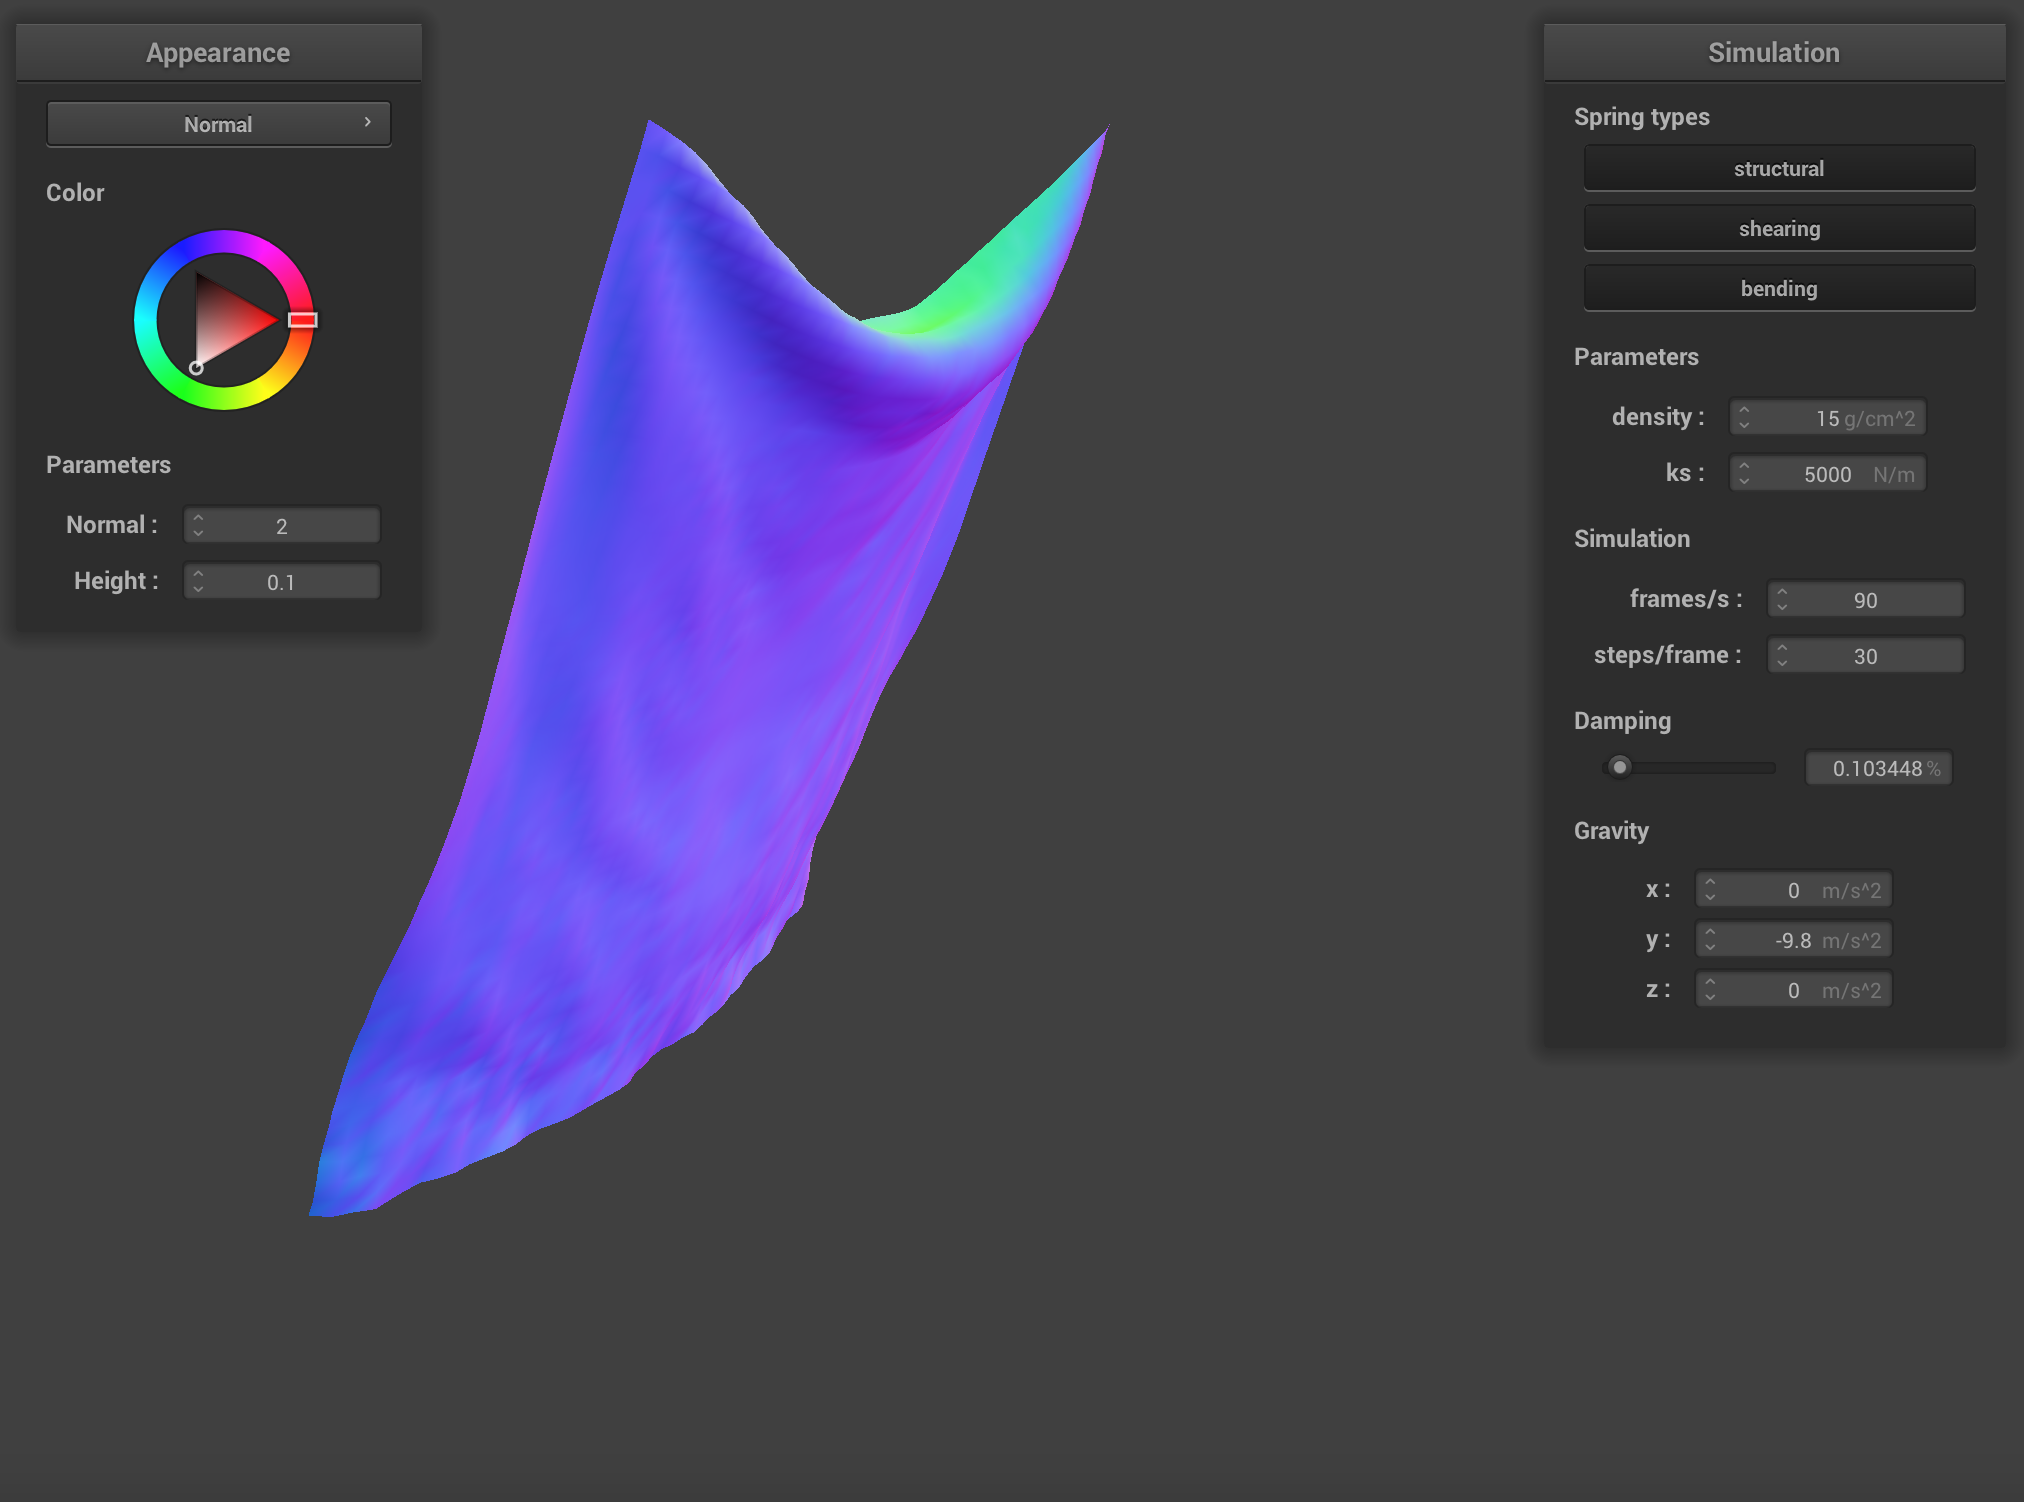 Appearance
Normal
Color
Parameters
Normal : 2
Height : 0.1
Simulation
Spring types
structural
shearing
bending
Parameters
density : 15 g/cm^2
ks : 5000 N/m
Simulation
frames/s : 90
steps/frame : 30
Damping
0.103448 %
Gravity
x : 0 m/s^2
y : -9.8 m/s^2
z : 0 m/s^2